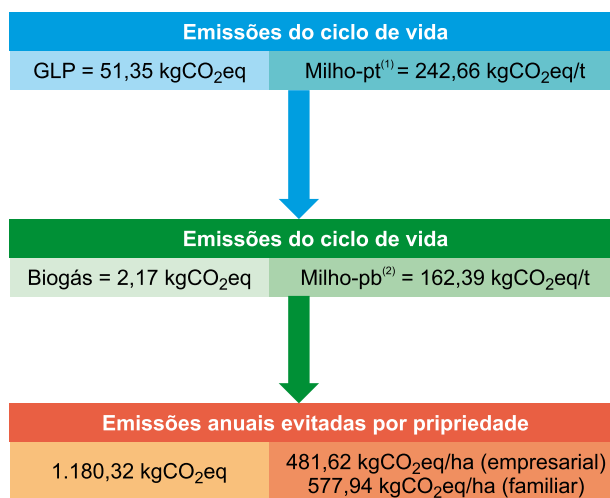 Emissões do ciclo de vida
GLP = 51,35 kgCO₂eq
Milho-pt⁽¹⁾ = 242,66 kgCO₂eq/t
Emissões do ciclo de vida
Biogás = 2,17 kgCO₂eq
Milho-pb⁽²⁾ = 162,39 kgCO₂eq/t
Emissões anuais evitadas por pripriedade
1.180,32 kgCO₂eq
481,62 kgCO₂eq/ha (empresarial)
577,94 kgCO₂eq/ha (familiar)